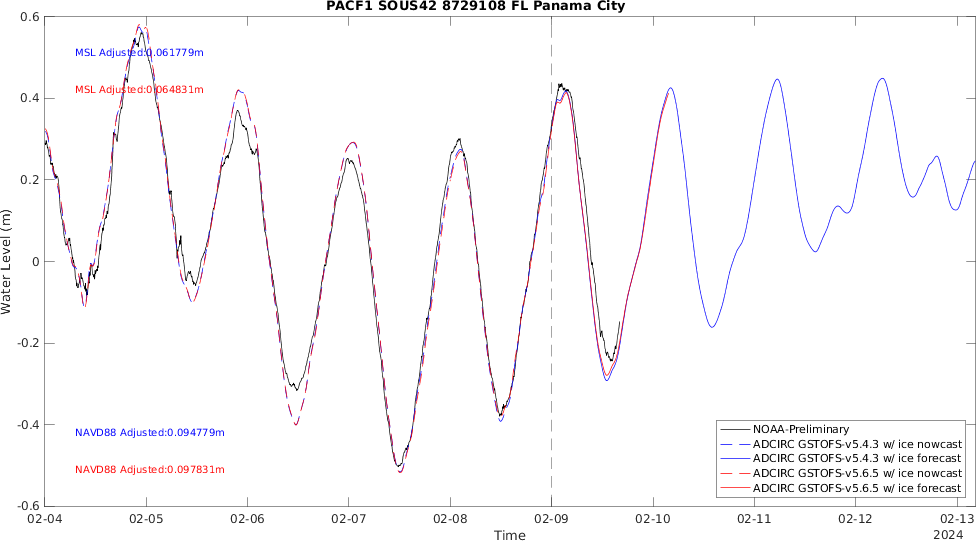 PACF1 SOUS42 8729108 FL Panama City
0.6
0.4
0.2
0
-0.2
-0.4
-0.6
Water Level (m)
MSL Adjusted:0.061779m
MSL Adjusted:0.064831m
NAVD88 Adjusted:0.094779m
NAVD88 Adjusted:0.097831m
NOAA-Preliminary
ADCIRC GSTOFS-v5.4.3 w/ ice nowcast
ADCIRC GSTOFS-v5.4.3 w/ ice forecast
ADCIRC GSTOFS-v5.6.5 w/ ice nowcast
ADCIRC GSTOFS-v5.6.5 w/ ice forecast
02-04 02-05 02-06 02-07 02-08 02-09 02-10 02-11 02-12 02-13
Time
2024